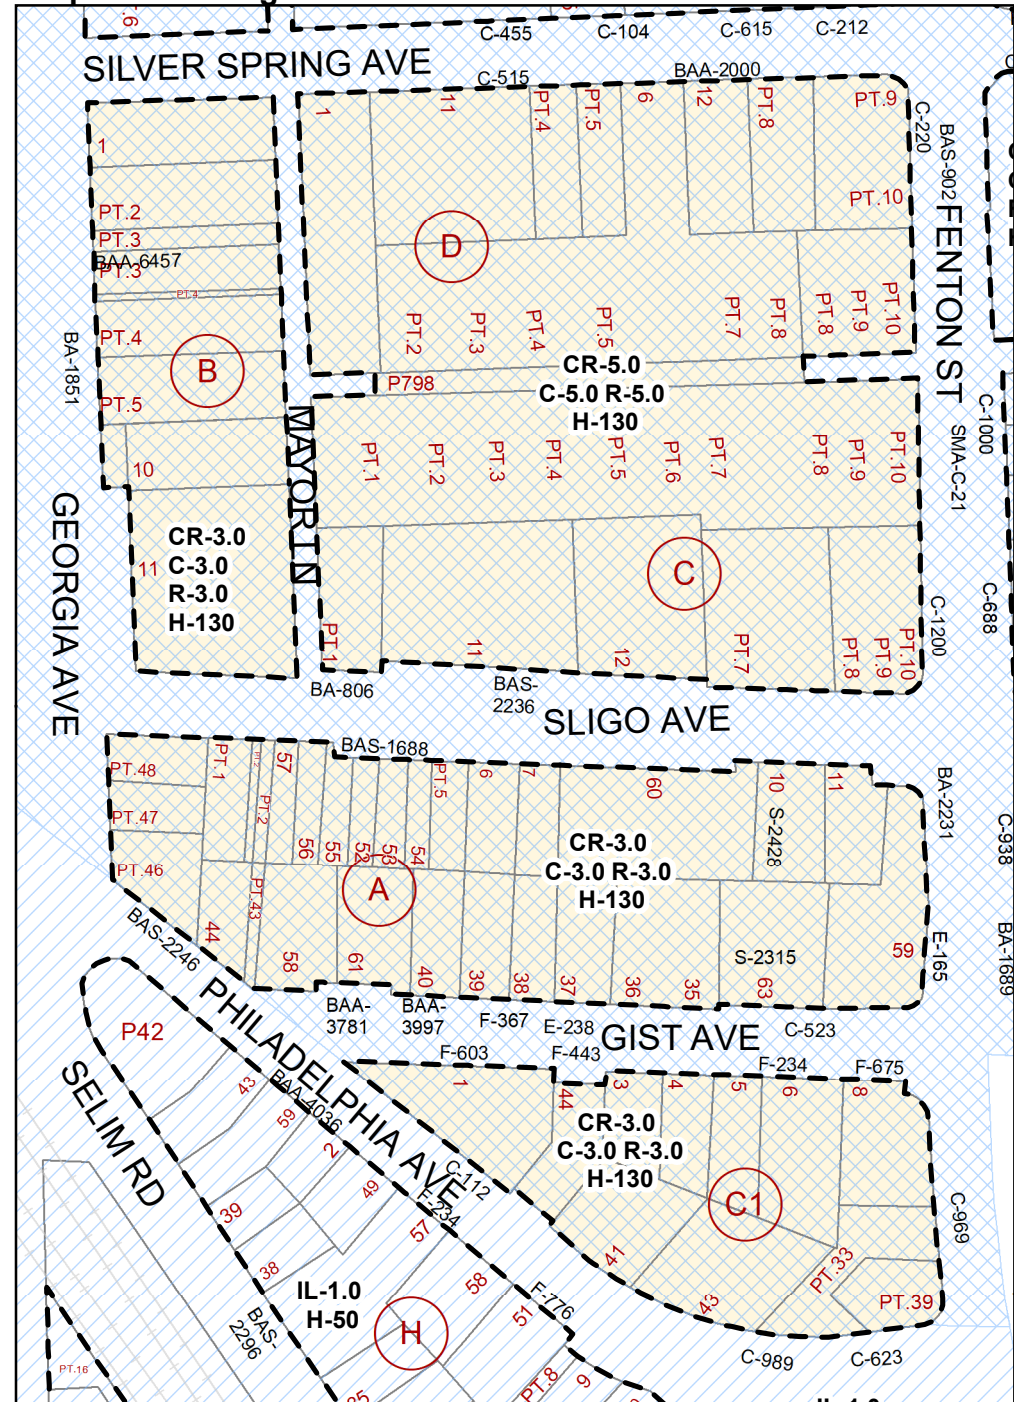 .6
C-455
C-104
C-615
C-212
SILVER SPRING AVE
C-515
BAA-2000
1
PT.2
PT.3
BAA-6457
PT.3
PT.4
PT.4
PT.5
10
11
B
CR-3.0
C-3.0
R-3.0
H-130
BA-1851
GEORGIA AVE
MAYOR LN
1
11
PT.4
PT.5
6
12
PT.8
PT.9
PT.10
D
PT.2
PT.3
PT.4
PT.5
PT.7
PT.8
PT.8
PT.9
PT.10
C-220
BAS-902
FENTON ST
P798
CR-5.0
C-5.0 R-5.0
H-130
PT.1
PT.2
PT.3
PT.4
PT.5
PT.6
PT.7
PT.8
PT.9
PT.10
C-1000
SMA-C-21
C
C-688
C-1200
PT.1
11
12
PT.7
PT.8
PT.9
PT.10
BA-806
BAS-
2236
SLIGO AVE
BAS-1688
PT.48
PT.47
PT.46
PT.1
PT.2
57
56
55
52
53
54
PT.5
6
7
60
10
11
S-2428
BA-2231
C-938
CR-3.0
C-3.0 R-3.0
H-130
A
44
PT.43
58
61
40
39
38
37
36
35
S-2315
63
59
E-165
BA-1689
BAS-2246
BAA-
3781
BAA-
3997
F-367
E-238
GIST AVE
C-523
PHILADELPHIA AVE
F-603
F-443
F-234
F-675
P42
SELIM RD
43
BAA-4036
59
2
49
C-112
F-234
1
44
3
4
5
6
8
CR-3.0
C-3.0 R-3.0
H-130
C1
C-969
41
43
PT.33
PT.39
39
38
57
58
51
F-776
IL-1.0
H-50
H
BAS-
2296
C-989
C-623
PT.16
PT.8
9